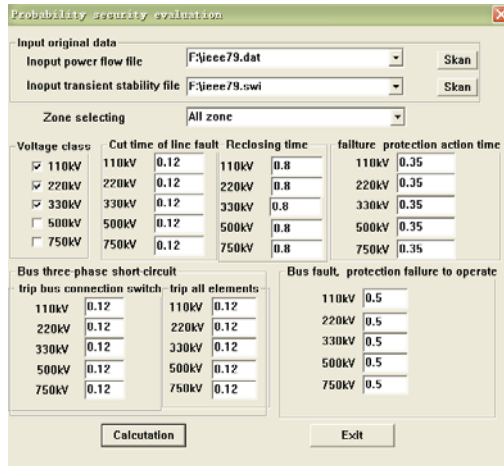 Probability security evaluation
Input original data
Inoput power flow file F:\ieee79.dat Skan
Inoput transient stability file F:\ieee79.swi Skan
Zone selecting All zone
Voltage class
110kV
220kV
330kV
500kV
750kV
Cut time of line fault
110kV 0.12
220kV 0.12
330kV 0.12
500kV 0.12
750kV 0.12
Reclosing time
110kV 0.8
220kV 0.8
330kV 0.8
500kV 0.8
750kV 0.8
failture protection action time
110kV 0.35
220kV 0.35
330kV 0.35
500kV 0.35
750kV 0.35
Bus three-phase short-circuit
trip bus connection switch
110kV 0.12
220kV 0.12
330kV 0.12
500kV 0.12
750kV 0.12
trip all elements
110kV 0.12
220kV 0.12
330kV 0.12
500kV 0.12
750kV 0.12
Bus fault, protection failure to operate
110kV 0.5
220kV 0.5
330kV 0.5
500kV 0.5
750kV 0.5
Calcutation
Exit